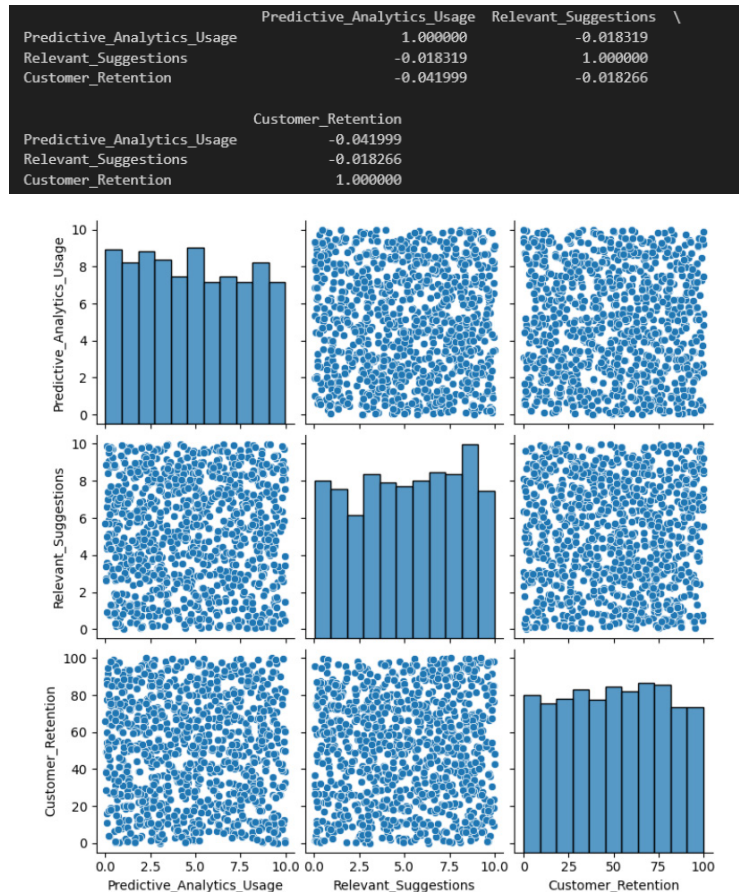 Predictive_Analytics_Usage Relevant_Suggestions \
Predictive_Analytics_Usage 1.000000 -0.018319
Relevant_Suggestions -0.018319 1.000000
Customer_Retention -0.041999 -0.018266
Customer_Retention
Predictive_Analytics_Usage -0.041999
Relevant_Suggestions -0.018266
Customer_Retention 1.000000
Predictive_Analytics_Usage
10
8
6
4
2
0
Relevant_Suggestions
10
8
6
4
2
0
Customer_Retention
100
80
60
40
20
0
0.0 2.5 5.0 7.5 10.0 0.0 2.5 5.0 7.5 10.0 0 25 50 75 100
Predictive_Analytics_Usage Relevant_Suggestions Customer_Retention